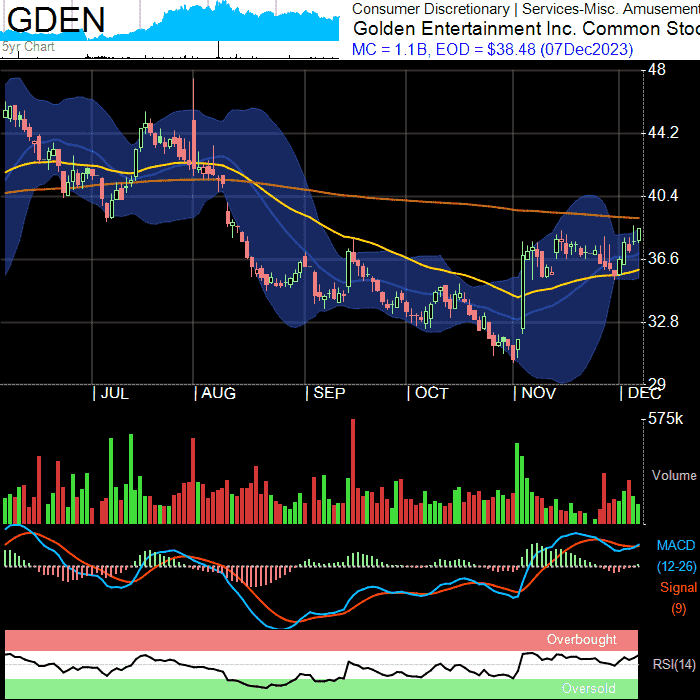 GDEN
5yr Chart
Consumer Discretionary | Services-Misc. Amusement
Golden Entertainment Inc. Common Stoc
MC = 1.1B, EOD = $38.48 (07Dec2023)
48
44.2
40.4
36.6
32.8
29
| JUL | AUG | SEP | OCT | NOV | DEC
575k
Volume
MACD
(12-26)
Signal
(9)
Overbought
RSI(14)
Oversold